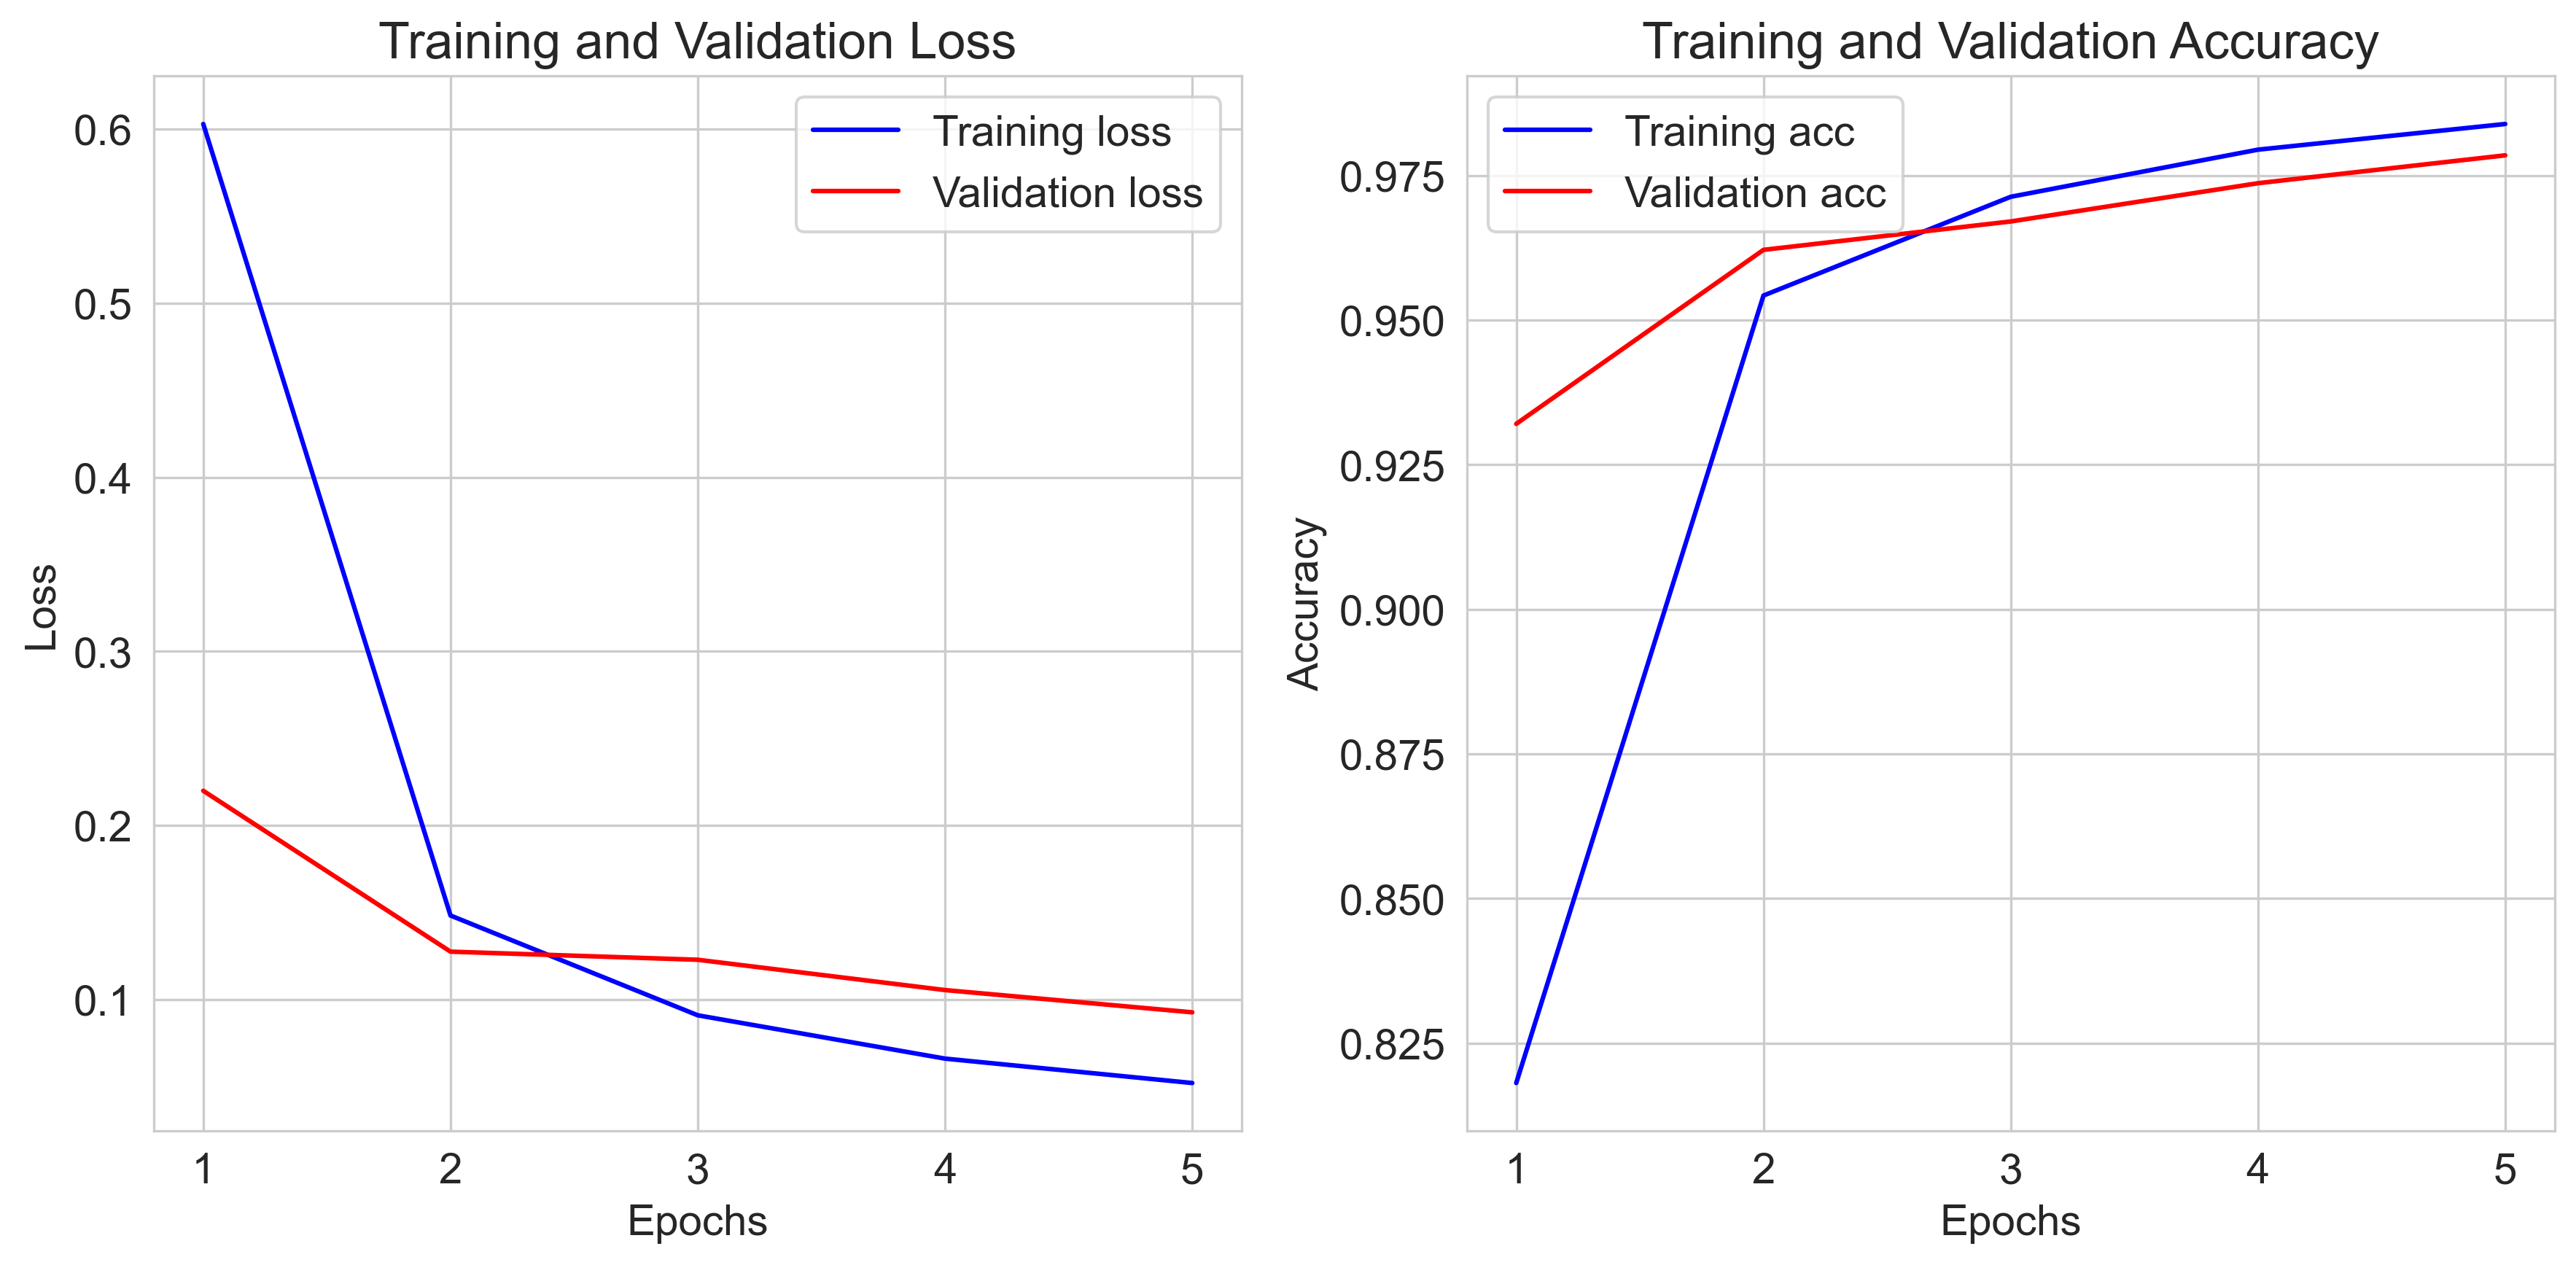 Training and Validation Loss
Training loss
Validation loss
0.6
0.5
0.4
0.3
0.2
0.1
Loss
1 2 3 4 5
Epochs
Training and Validation Accuracy
Training acc
Validation acc
0.975
0.950
0.925
0.900
0.875
0.850
0.825
Accuracy
1 2 3 4 5
Epochs